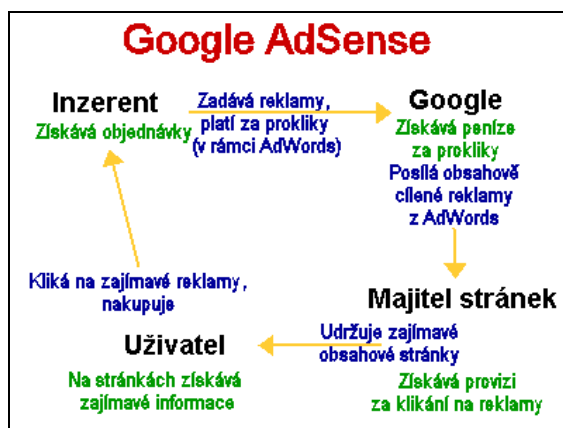 Google AdSense
Inzerent
Získává objednávky
Zadává reklamy,
platí za prokliky
(v rámci AdWords)
Google
Získává peníze
za prokliky
Posílá obsahově
cílené reklamy
z AdWords
Kliká na zajímavé reklamy,
nakupuje
Majitel stránek
Udržuje zajímavé
obsahové stránky
Získává provizi
za klikání na reklamy
Uživatel
Na stránkách získává
zajímavé informace